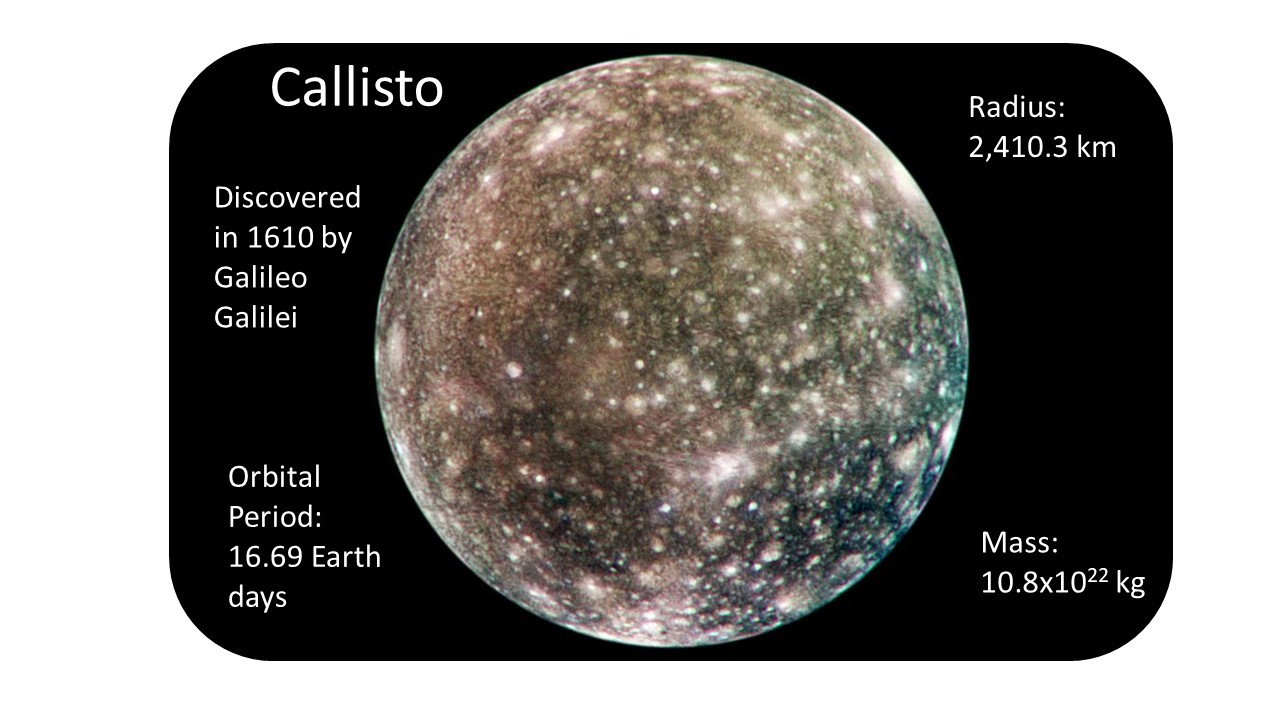 Callisto
Radius:
2,410.3 km
Discovered
in 1610 by
Galileo
Galilei
Orbital
Period:
16.69 Earth
days
Mass:
10.8x10²² kg